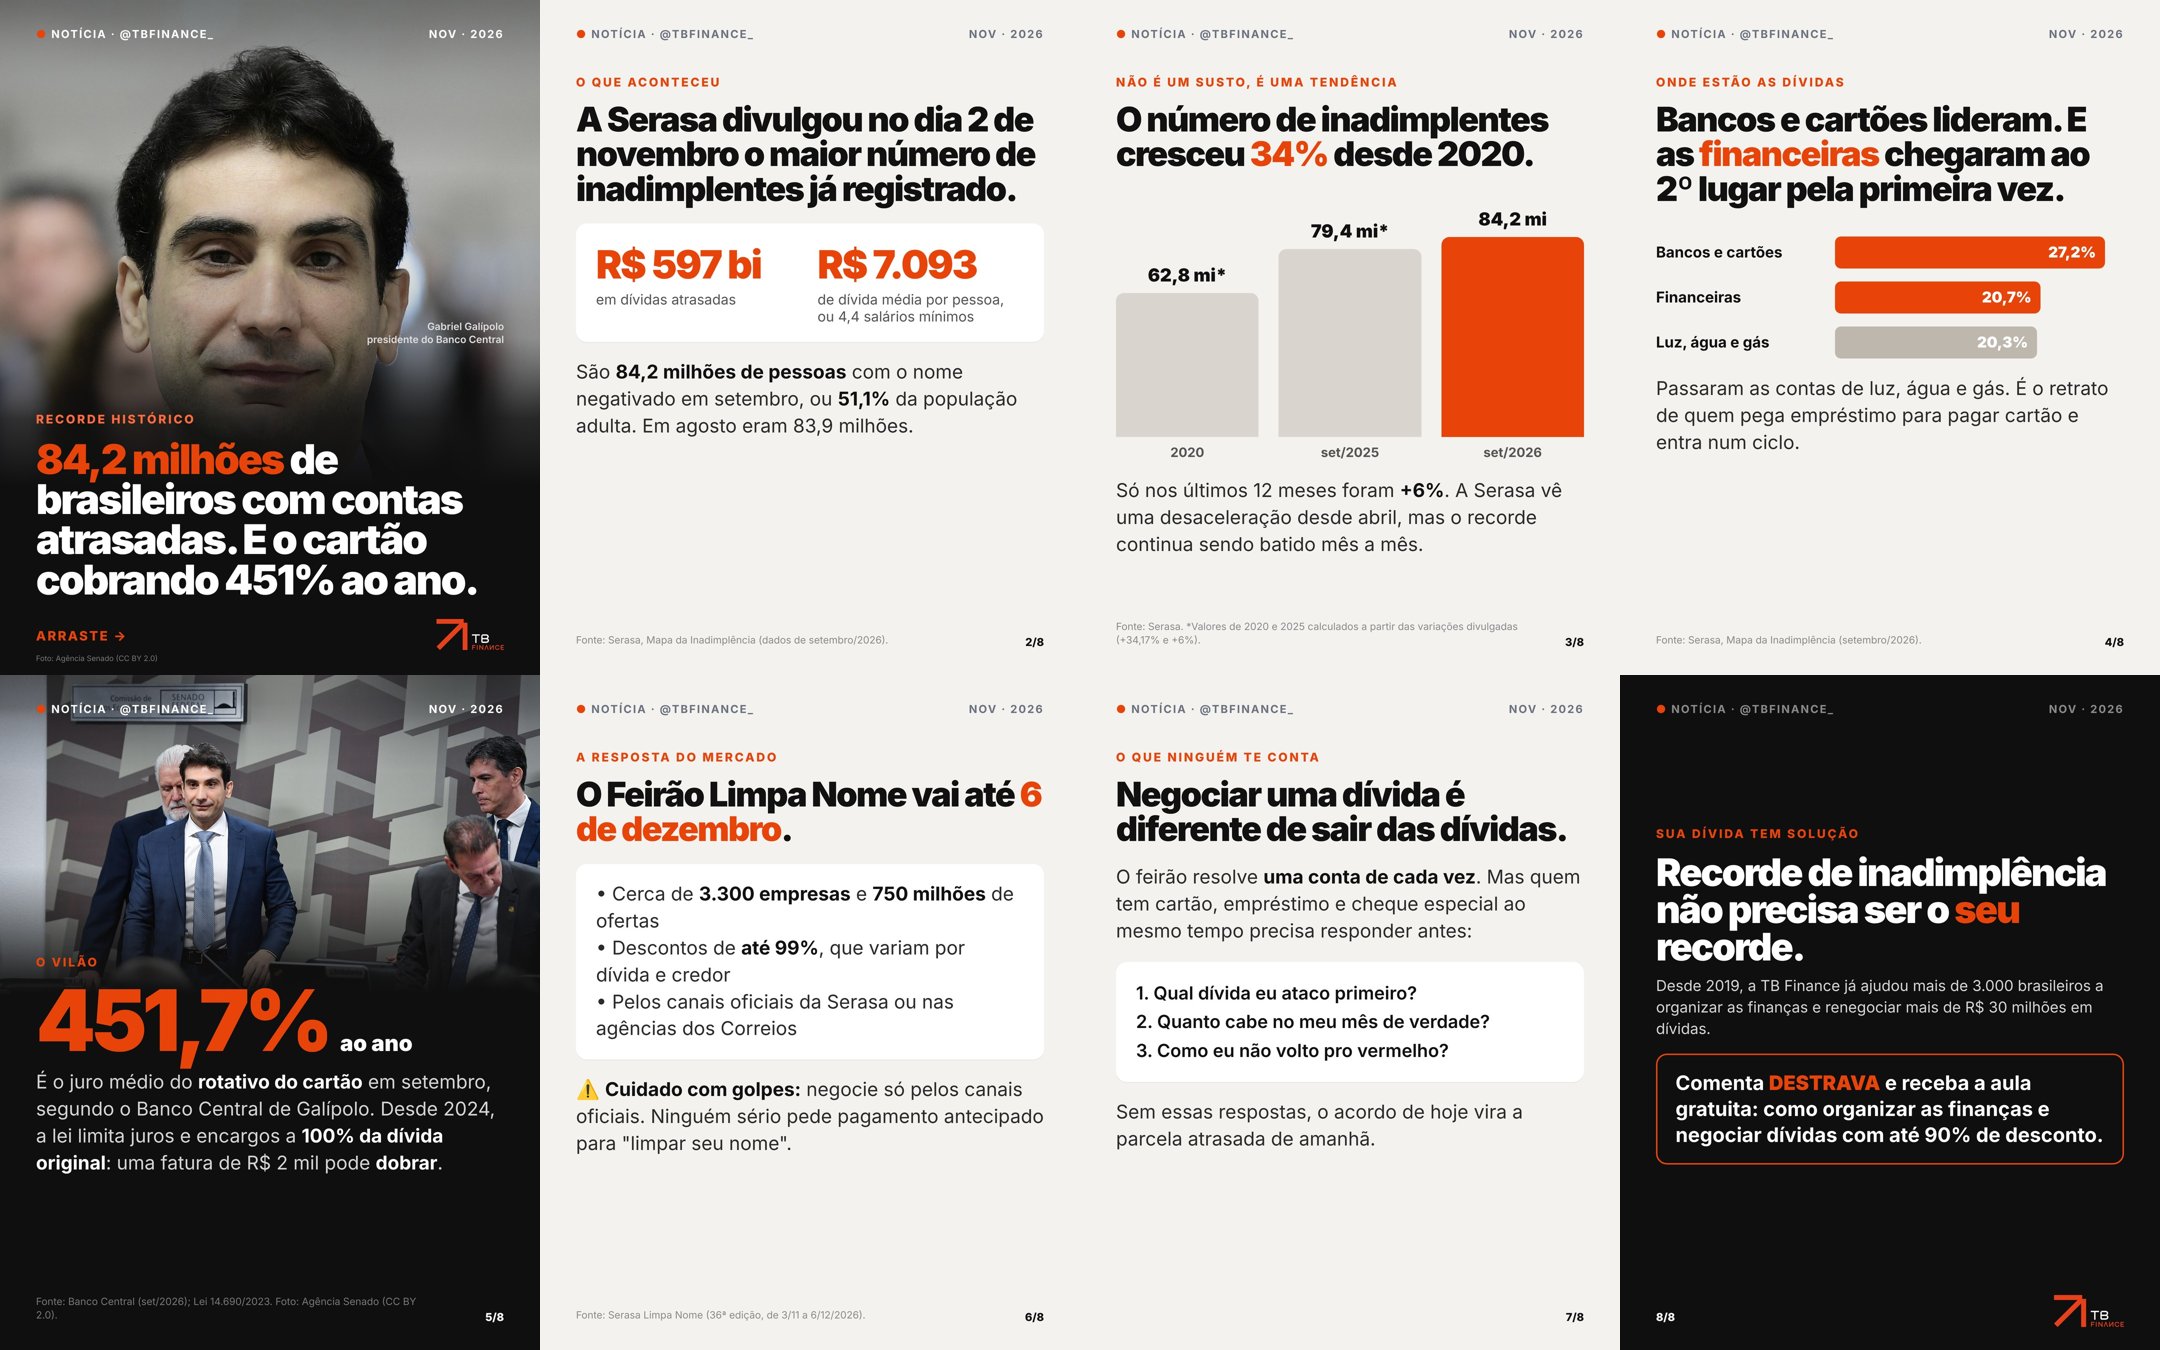 NOTÍCIA · @TBFINANCE_
NOV · 2026
Gabriel Galípolo
presidente do Banco Central
RECORDE HISTÓRICO
84,2 milhões de
brasileiros com contas
atrasadas. E o cartão
cobrando 451% ao ano.
ARRASTE →
TB
FINANCE
Foto: Agência Senado (CC BY 2.0)
NOTÍCIA · @TBFINANCE_
NOV · 2026
O QUE ACONTECEU
A Serasa divulgou no dia 2 de
novembro o maior número de
inadimplentes já registrado.
R$ 597 bi
em dívidas atrasadas
R$ 7.093
de dívida média por pessoa,
ou 4,4 salários mínimos
São 84,2 milhões de pessoas com o nome
negativado em setembro, ou 51,1% da população
adulta. Em agosto eram 83,9 milhões.
Fonte: Serasa, Mapa da Inadimplência (dados de setembro/2026).
2/8
NOTÍCIA · @TBFINANCE_
NOV · 2026
NÃO É UM SUSTO, É UMA TENDÊNCIA
O número de inadimplentes
cresceu 34% desde 2020.
62,8 mi*
79,4 mi*
84,2 mi
2020
set/2025
set/2026
Só nos últimos 12 meses foram +6%. A Serasa vê
uma desaceleração desde abril, mas o recorde
continua sendo batido mês a mês.
Fonte: Serasa. *Valores de 2020 e 2025 calculados a partir das variações divulgadas
(+34,17% e +6%).
3/8
NOTÍCIA · @TBFINANCE_
NOV · 2026
ONDE ESTÃO AS DÍVIDAS
Bancos e cartões lideram. E
as financeiras chegaram ao
2º lugar pela primeira vez.
Bancos e cartões
27,2%
Financeiras
20,7%
Luz, água e gás
20,3%
Passaram as contas de luz, água e gás. É o retrato
de quem pega empréstimo para pagar cartão e
entra num ciclo.
Fonte: Serasa, Mapa da Inadimplência (setembro/2026).
4/8
Comissão de
SENADO
NOTÍCIA · @TBFINANCE_
NOV · 2026
O VILÃO
451,7% ao ano
É o juro médio do rotativo do cartão em setembro,
segundo o Banco Central de Galípolo. Desde 2024,
a lei limita juros e encargos a 100% da dívida
original: uma fatura de R$ 2 mil pode dobrar.
Fonte: Banco Central (set/2026); Lei 14.690/2023. Foto: Agência Senado (CC BY
2.0).
5/8
NOTÍCIA · @TBFINANCE_
NOV · 2026
A RESPOSTA DO MERCADO
O Feirão Limpa Nome vai até 6
de dezembro.
• Cerca de 3.300 empresas e 750 milhões de
ofertas
• Descontos de até 99%, que variam por
dívida e credor
• Pelos canais oficiais da Serasa ou nas
agências dos Correios
⚠️ Cuidado com golpes: negocie só pelos canais
oficiais. Ninguém sério pede pagamento antecipado
para "limpar seu nome".
Fonte: Serasa Limpa Nome (36ª edição, de 3/11 a 6/12/2026).
6/8
NOTÍCIA · @TBFINANCE_
NOV · 2026
O QUE NINGUÉM TE CONTA
Negociar uma dívida é
diferente de sair das dívidas.
O feirão resolve uma conta de cada vez. Mas quem
tem cartão, empréstimo e cheque especial ao
mesmo tempo precisa responder antes:
1. Qual dívida eu ataco primeiro?
2. Quanto cabe no meu mês de verdade?
3. Como eu não volto pro vermelho?
Sem essas respostas, o acordo de hoje vira a
parcela atrasada de amanhã.
7/8
NOTÍCIA · @TBFINANCE_
NOV · 2026
SUA DÍVIDA TEM SOLUÇÃO
Recorde de inadimplência
não precisa ser o seu
recorde.
Desde 2019, a TB Finance já ajudou mais de 3.000 brasileiros a
organizar as finanças e renegociar mais de R$ 30 milhões em
dívidas.
Comenta DESTRAVA e receba a aula
gratuita: como organizar as finanças e
negociar dívidas com até 90% de desconto.
8/8
TB
FINANCE